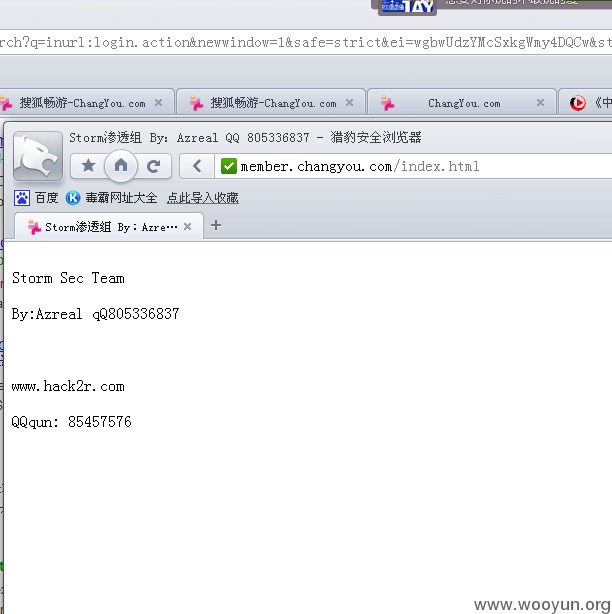 rch?q=inurl:login.action&newwindow=1&safe=strict&ei=wgbwUdzYMcSxkgWmy4DQCw&st
搜狐畅游-ChangYou.com
搜狐畅游-ChangYou.com
ChangYou.com
《中
Storm渗透组 By: Azreal QQ 805336837 - 猎豹安全浏览器
member.changyou.com/index.html
百度 毒霸网址大全 点此导入收藏
Storm渗透组 By：Azre…
Storm Sec Team
By:Azreal qQ805336837
www.hack2r.com
QQqun: 85457576
www.wooyun.org